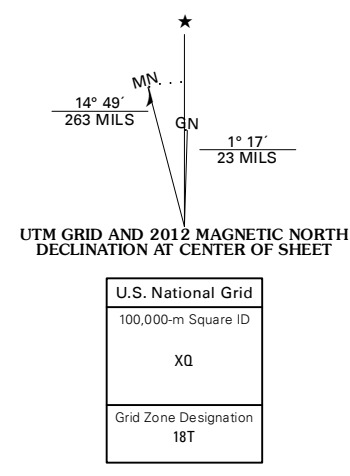 ★
MN
GN
14° 49´
263 MILS
1° 17´
23 MILS
UTM GRID AND 2012 MAGNETIC NORTH
DECLINATION AT CENTER OF SHEET
U.S. National Grid
100,000-m Square ID
XQ
Grid Zone Designation
18T